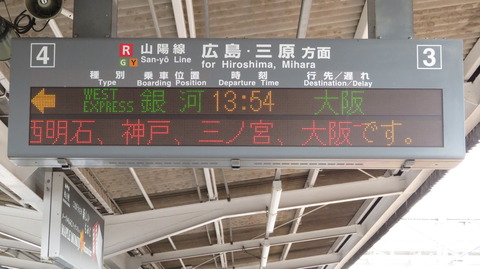 4
R G Y 山陽線 広島・三原 方面
San-yō Line for Hiroshima, Mihara
3
種別 乗車位置 時刻 行先/遅れ
Type Boarding Position Departure Time Destination/Delay
WEST EXPRESS 銀河 13:54 大阪
西明石、神戸、三ノ宮、大阪です。